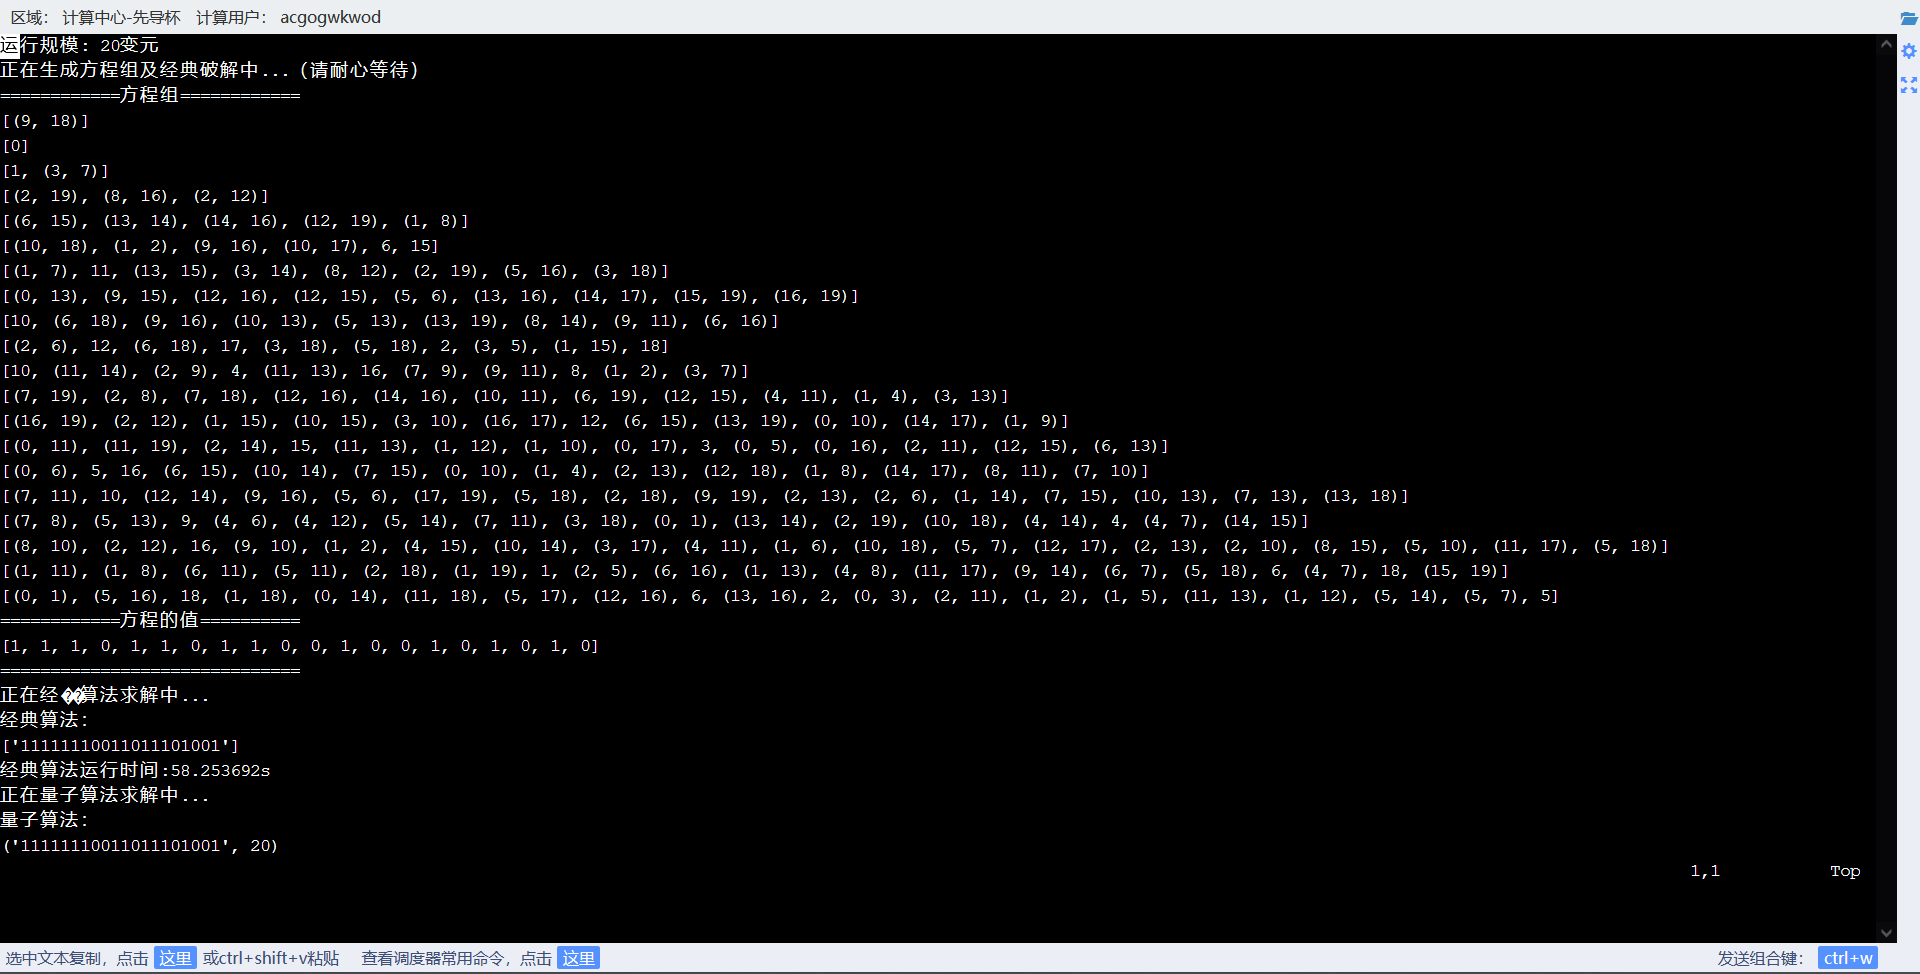 区域： 计算中心-先导杯 计算用户： acgogwkwod
运行规模: 20变元
正在生成方程组及经典破解中...（请耐心等待）
============方程组============
[(9, 18)]
[0]
[1, (3, 7)]
[(2, 19), (8, 16), (2, 12)]
[(6, 15), (13, 14), (14, 16), (12, 19), (1, 8)]
[(10, 18), (1, 2), (9, 16), (10, 17), 6, 15]
[(1, 7), 11, (13, 15), (3, 14), (8, 12), (2, 19), (5, 16), (3, 18)]
[(0, 13), (9, 15), (12, 16), (12, 15), (5, 6), (13, 16), (14, 17), (15, 19), (16, 19)]
[10, (6, 18), (9, 16), (10, 13), (5, 13), (13, 19), (8, 14), (9, 11), (6, 16)]
[(2, 6), 12, (6, 18), 17, (3, 18), (5, 18), 2, (3, 5), (1, 15), 18]
[10, (11, 14), (2, 9), 4, (11, 13), 16, (7, 9), (9, 11), 8, (1, 2), (3, 7)]
[(7, 19), (2, 8), (7, 18), (12, 16), (14, 16), (10, 11), (6, 19), (12, 15), (4, 11), (1, 4), (3, 13)]
[(16, 19), (2, 12), (1, 15), (10, 15), (3, 10), (16, 17), 12, (6, 15), (13, 19), (0, 10), (14, 17), (1, 9)]
[(0, 11), (11, 19), (2, 14), 15, (11, 13), (1, 12), (1, 10), (0, 17), 3, (0, 5), (0, 16), (2, 11), (12, 15), (6, 13)]
[(0, 6), 5, 16, (6, 15), (10, 14), (7, 15), (0, 10), (1, 4), (2, 13), (12, 18), (1, 8), (14, 17), (8, 11), (7, 10)]
[(7, 11), 10, (12, 14), (9, 16), (5, 6), (17, 19), (5, 18), (2, 18), (9, 19), (2, 13), (2, 6), (1, 14), (7, 15), (10, 13), (7, 13), (13, 18)]
[(7, 8), (5, 13), 9, (4, 6), (4, 12), (5, 14), (7, 11), (3, 18), (0, 1), (13, 14), (2, 19), (10, 18), (4, 14), 4, (4, 7), (14, 15)]
[(8, 10), (2, 12), 16, (9, 10), (1, 2), (4, 15), (10, 14), (3, 17), (4, 11), (1, 6), (10, 18), (5, 7), (12, 17), (2, 13), (2, 10), (8, 15), (5, 10), (11, 17), (5, 18)]
[(1, 11), (1, 8), (6, 11), (5, 11), (2, 18), (1, 19), 1, (2, 5), (6, 16), (1, 13), (4, 8), (11, 17), (9, 14), (6, 7), (5, 18), 6, (4, 7), 18, (15, 19)]
[(0, 1), (5, 16), 18, (1, 18), (0, 14), (11, 18), (5, 17), (12, 16), 6, (13, 16), 2, (0, 3), (2, 11), (1, 2), (1, 5), (11, 13), (1, 12), (5, 14), (5, 7), 5]
============方程的值==========
[1, 1, 1, 0, 1, 1, 0, 1, 1, 0, 0, 1, 0, 0, 1, 0, 1, 0, 1, 0]
==============================
正在经��算法求解中...
经典算法:
['11111110011011101001']
经典算法运行时间:58.253692s
正在量子算法求解中...
量子算法:
('11111110011011101001', 20)
1,1 Top
选中文本复制，点击 这里 或ctrl+shift+v粘贴 查看调度器常用命令，点击 这里 发送组合键： ctrl+w